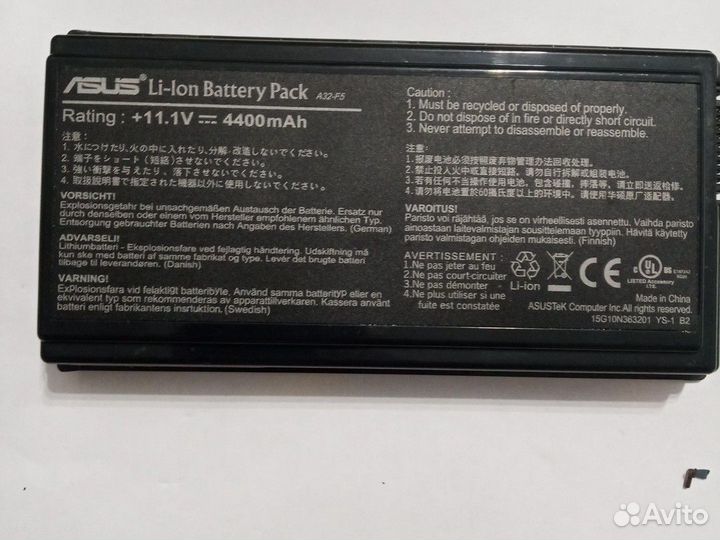 ASUS® Li-Ion Battery Pack A32-F5
Rating : +11.1V ⎓ 4400mAh
注意 :
1. 水につけたり,火の中に入れたり,分解・改造しないでください。
2. 端子をショート (短絡) させないでください。
3. 強い衝撃を与えたり、落下させないでください。
4. 取扱説明書で指定された機器以外に使用しないでください。
VORSICHT!
Explosionsgefahr bei unsachgemäßen Austausch der Batterie. Ersatz nur
durch denselben oder einem vom Hersteller empfohlenem ähnlichen Typ.
Entsorgung gebrauchter Batterien nach Angaben des Herstellers. (German)
ADVARSELI!
Lithiumbatteri - Eksplosionsfare ved fejlagtig håndtering. Udskiftning må
kun ske med batteri af samme fabrikat og type. Lever det brugte batteri
tilbage til leverandøren. (Danish)
VARNING!
Explosionsfara vid felaktigt batteribyte. Använd samma batterityp eller en
ekvivalent typ som rekommenderas av apparattillverkaren. Kassera använt
batteri enligt fabrikantens instruktion. (Swedish)
Caution :
1. Must be recycled or disposed of properly.
2. Do not dispose of in fire or directly short circuit.
3. Never attempt to disassemble or reassemble.
注意 :
1. 报废电池必须按照废弃物管理办法回收处理。
2. 禁止投入火中或直接短路。
3. 若有任何不当操作使用电池、包含碰撞、摔落等、请立即送返检修
4. 请勿将电池置於60摄氏度以上的环境
VAROITUS!
Paristo voi räjähtää, jos se on virheellisesti asennettu. Vaihda paristo
ainoastaan laitevalmistajan sousittelemaan tyyppiin. Hävitä käytetty
paristo valmistagan ohjeiden mukaisesti. (Finnish)
AVERTISSEMENT :
1.Ne pas jeter au feu
2.Ne pas court-circuiter
3.Ne pas démonter ou
fuite est constatée
Li-ion
CE
c UL us
LISTED Accessory
LTD.
Made in China
ASUSTeK Computer Inc.All rights reserved.
15G10N363201 YS-1 B2
Avito